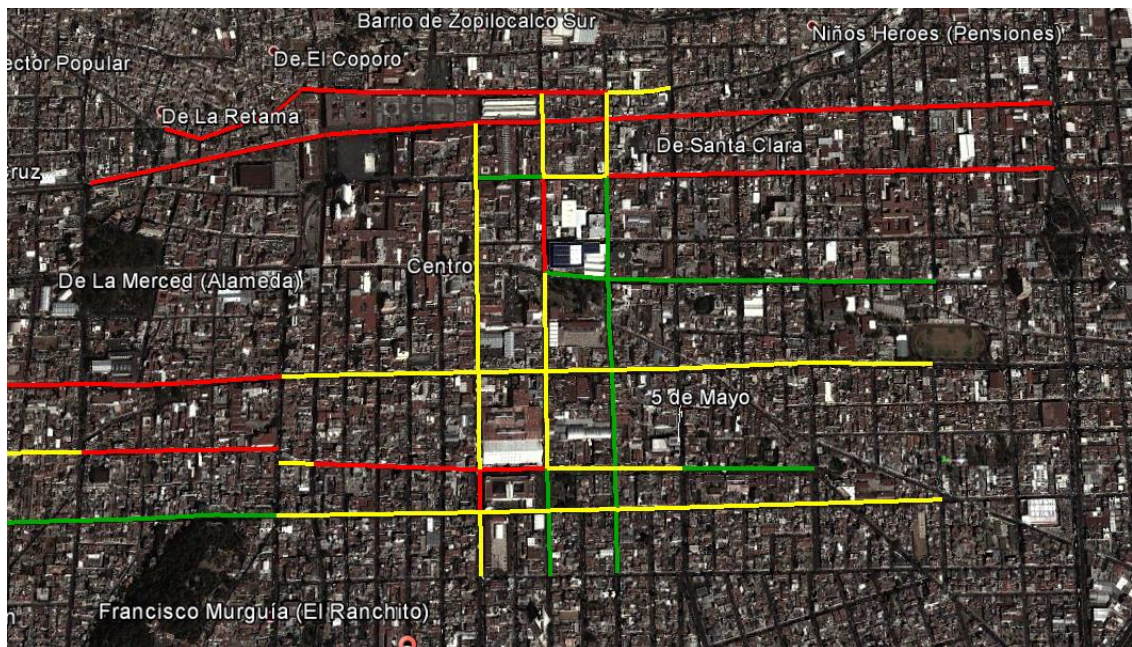 Barrio de Zopilocalco Sur
Niños Heroes (Pensiones)
De El Coporo
ector Popular
De La Retama
De Santa Clara
cruz
Centro
De La Merced (Alameda)
5 de Mayo
Francisco Murguía (El Ranchito)
n